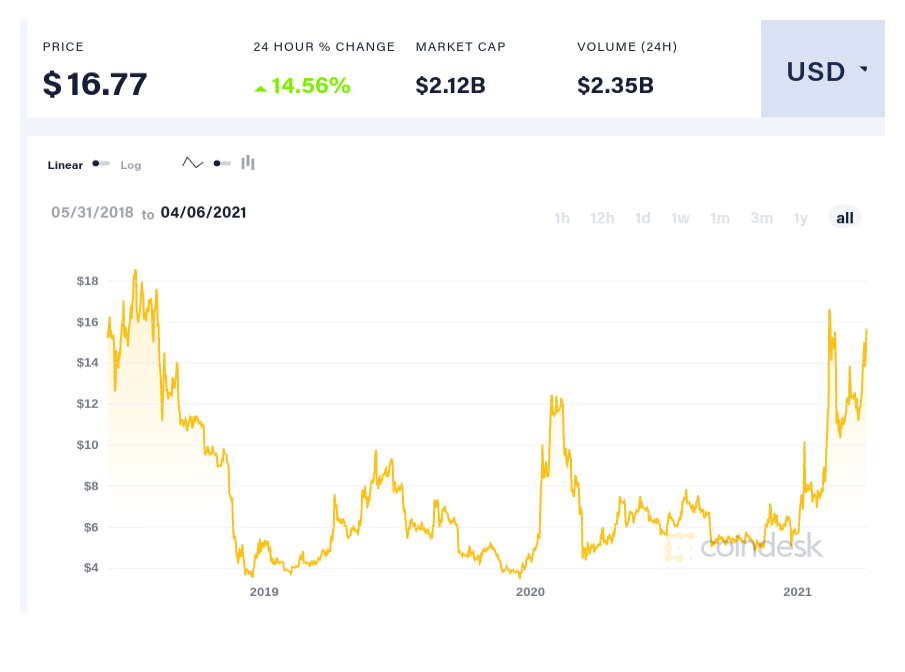 PRICE 24 HOUR % CHANGE MARKET CAP VOLUME (24H)
$16.77 14.56% $2.12B $2.35B USD
Linear Log
05/31/2018 to 04/06/2021 1h 12h 1d 1w 1m 3m 1y all
$18
$16
$14
$12
$10
$8
$6
coindesk
$4
2019 2020 2021